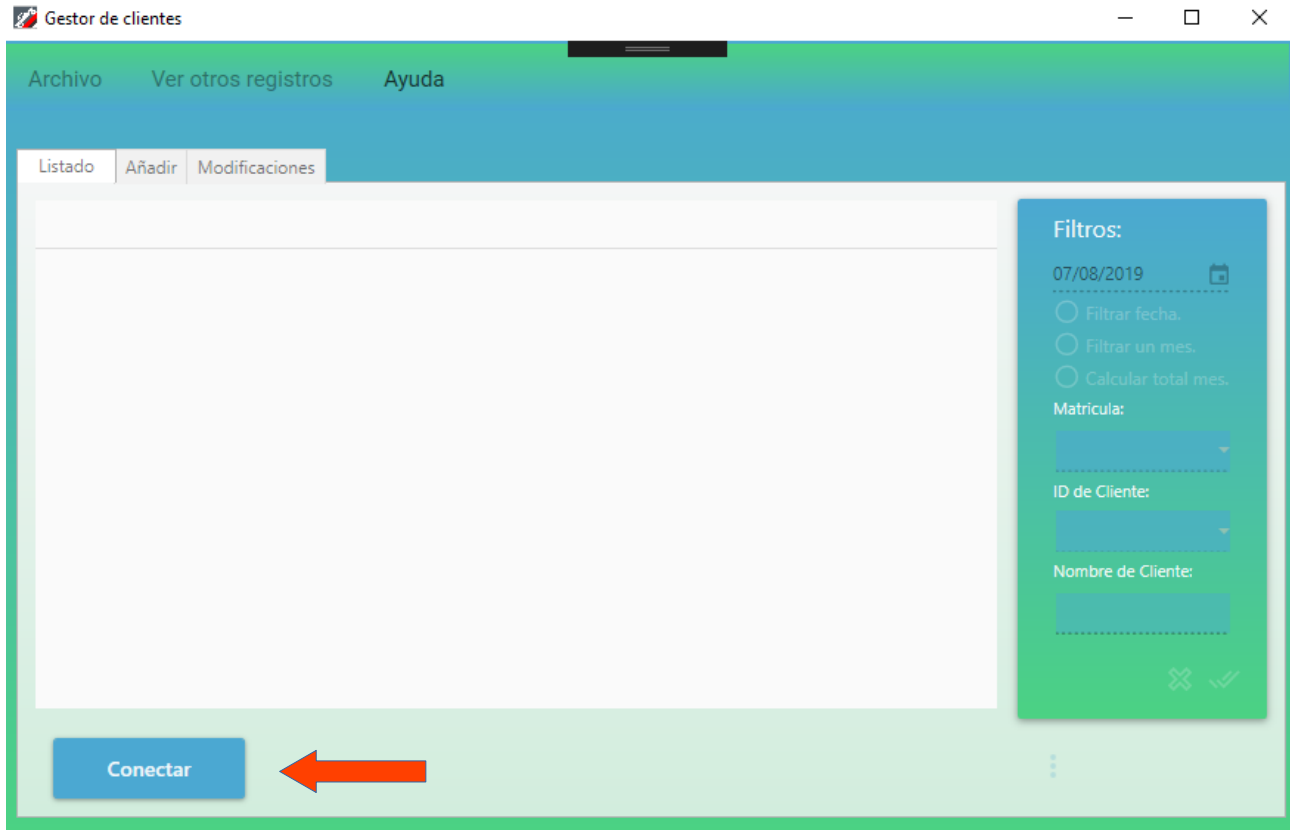 Gestor de clientes
Archivo Ver otros registros Ayuda
Listado Añadir Modificaciones
Filtros:
07/08/2019
Filtrar fecha.
Filtrar un mes.
Calcular total mes.
Matricula:
ID de Cliente:
Nombre de Cliente:
Conectar